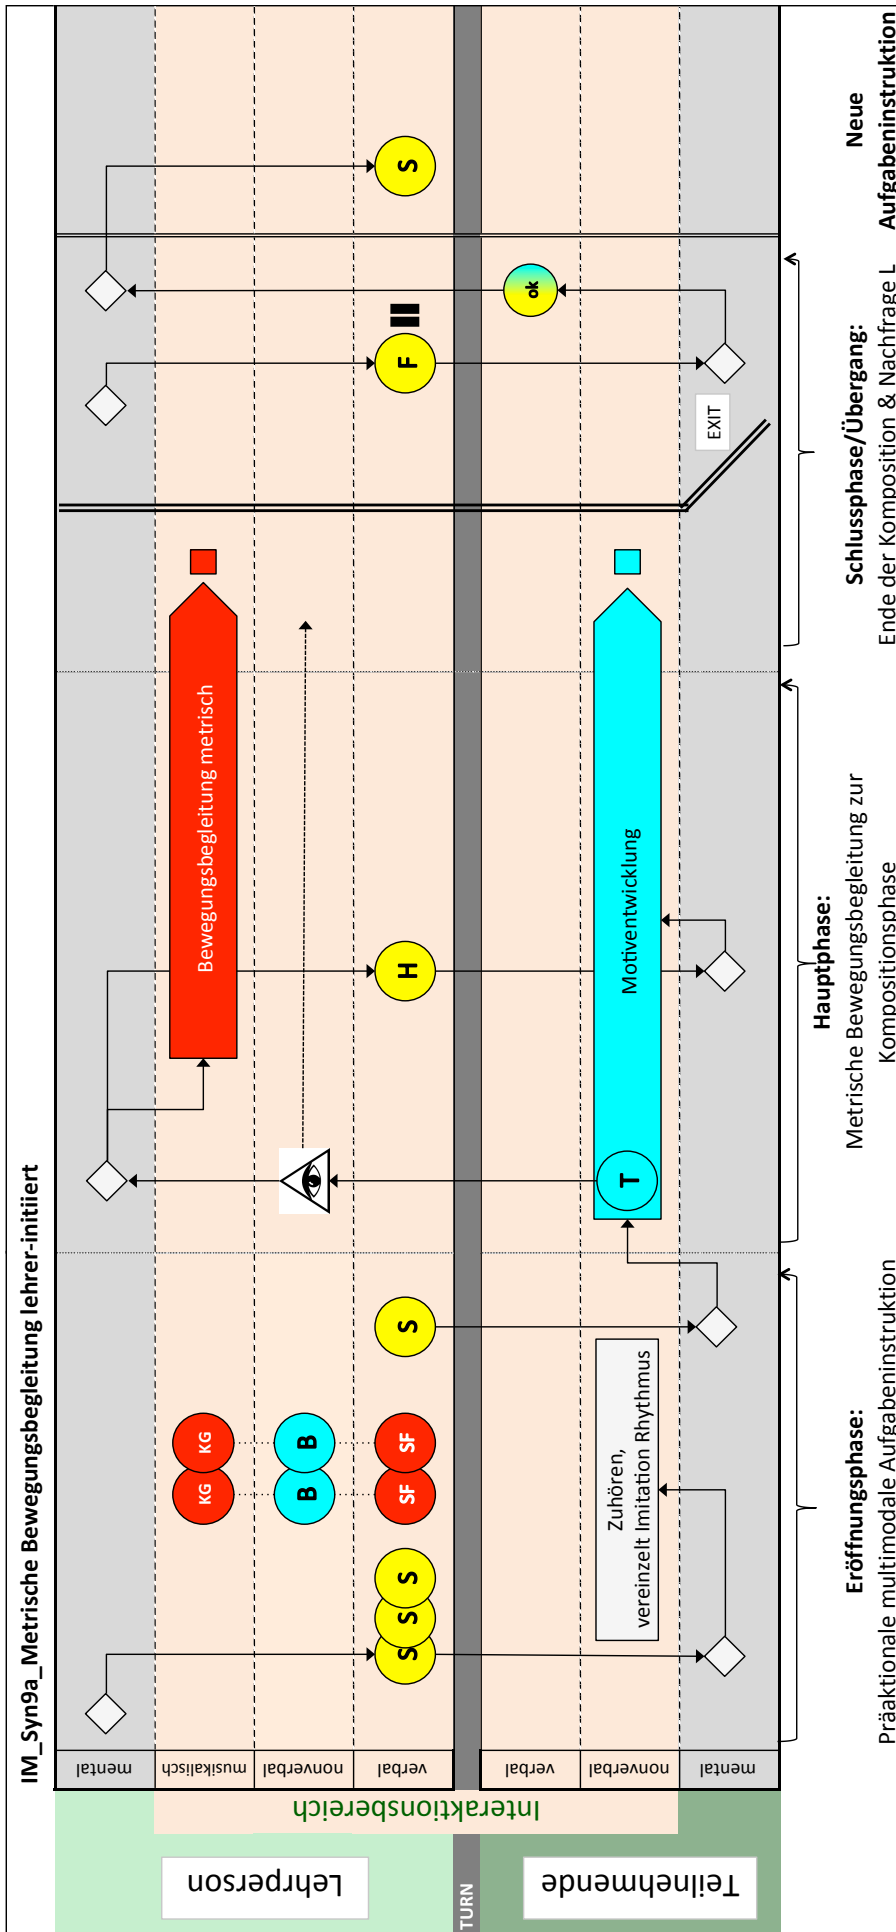 IM_Syn9a_Metrische Bewegungsbegleitung lehrer-initiiert
Lehrperson
TURN
Teilnehmende
Interaktionsbereich
mental
musikalisch
nonverbal
verbal
verbal
nonverbal
mental
S
S
S
KG
KG
B
B
SF
SF
S
Zuhören,
vereinzelt Imitation Rhythmus
T
Bewegungsbegleitung metrisch
H
Motiventwicklung
EXIT
F
ok
S
Eröffnungsphase:
Präaktionale multimodale Aufgabeninstruktion
Hauptphase:
Metrische Bewegungsbegleitung zur
Kompositionsphase
Schlussphase/Übergang:
Ende der Komposition & Nachfrage L
Neue
Aufgabeninstruktion